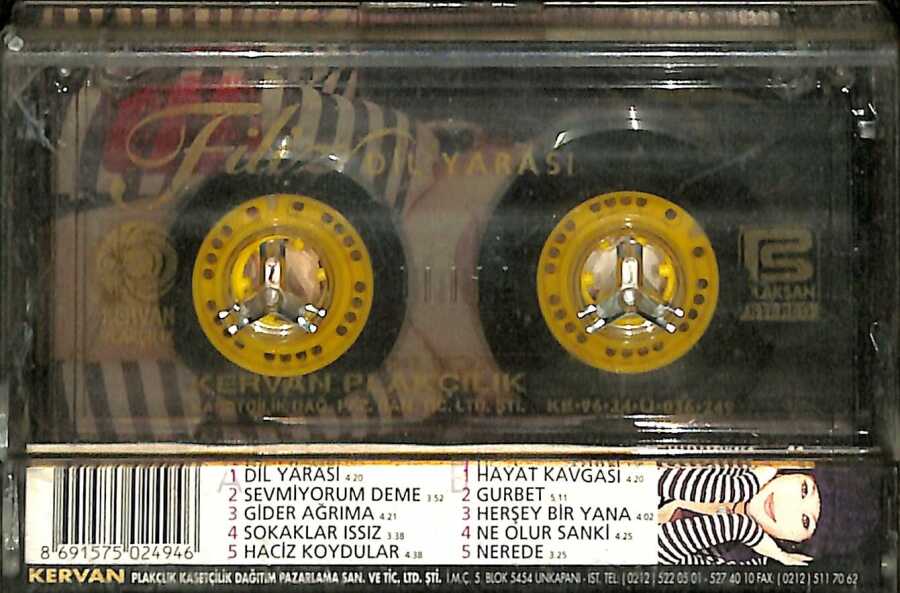 Filiz DİL YARASI
KERVAN
RAKSAN
KERVAN PLAKÇILIK
LTD. ŞTİ.
A
1 DİL YARASI 4.20
2 SEVMİYORUM DEME 3.52
3 GİDER AĞRIMA 4.21
4 SOKAKLAR ISSIZ 3.38
5 HACİZ KOYDULAR 4.38
B
1 HAYAT KAVGASI 4.20
2 GURBET 5.11
3 HERŞEY BİR YANA 4.02
4 NE OLUR SANKİ 4.25
5 NEREDE 3.25
8 691575 024946
KERVAN PLAKÇILIK KASETÇİLİK DAĞITIM PAZARLAMA SAN. VE TİC. LTD. ŞTİ. İ.M.Ç. 5. BLOK 5454 UNKAPANI - İST. TEL: (0212) 522 03 01 - 527 40 10 FAX: (0212) 511 70 62